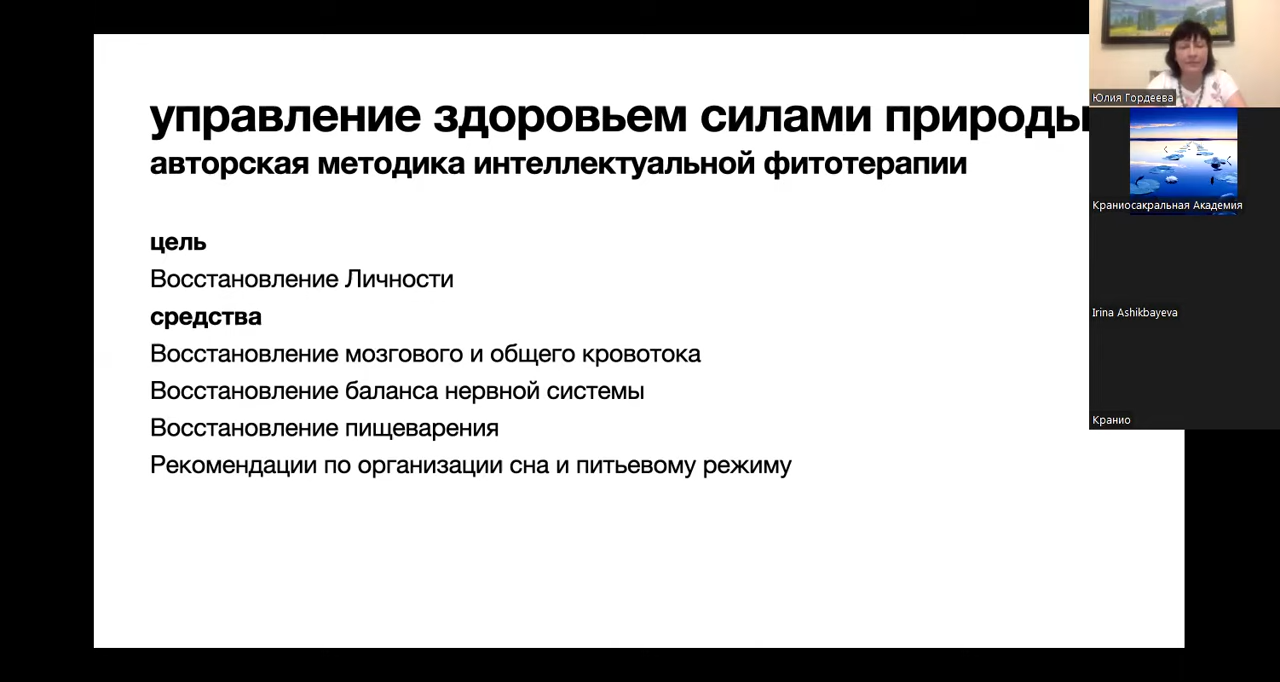 управление здоровьем силами природы
авторская методика интеллектуальной фитотерапии
цель
Восстановление Личности
средства
Восстановление мозгового и общего кровотока
Восстановление баланса нервной системы
Восстановление пищеварения
Рекомендации по организации сна и питьевому режиму
Юлия Гордеева
Краниосакральная Академия
Irina Ashikbayeva
Кранио